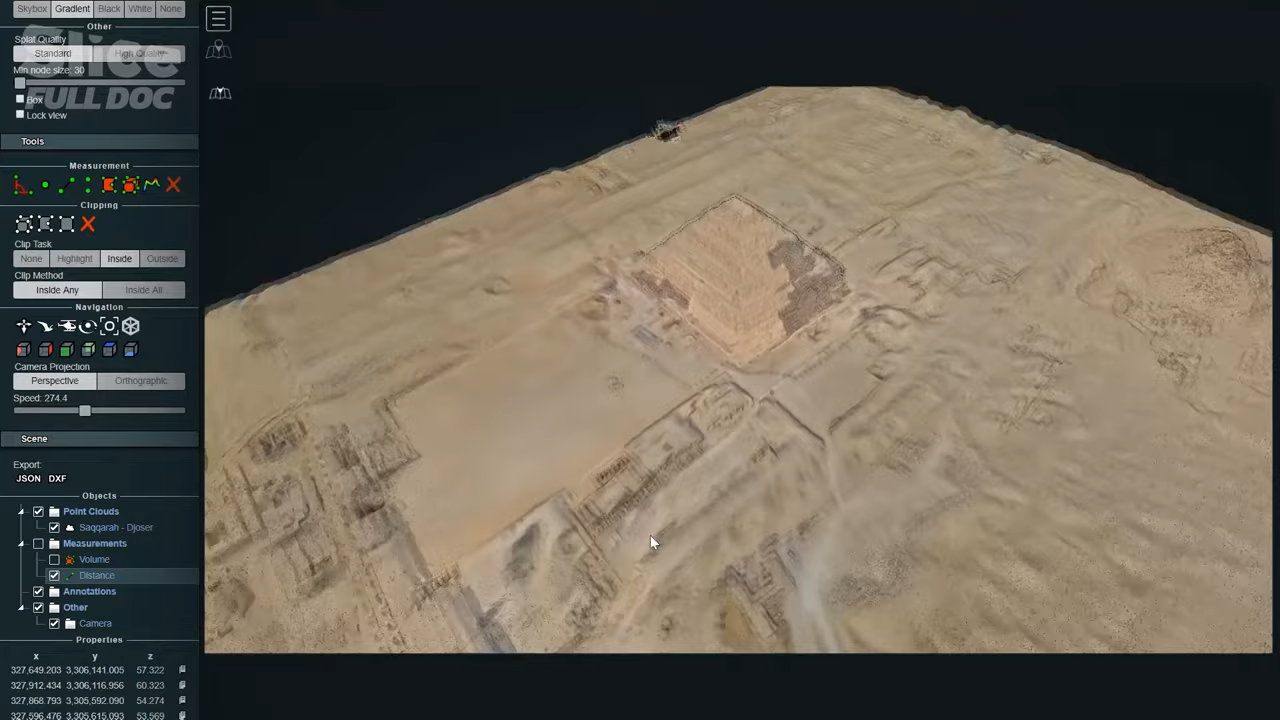 Skybox Gradient Black White None
Other
Splat Quality
Standard High Quality
Min node size: 30
Slice
FULL DOC
Box
Lock view
Tools
Measurement
Clipping
Clip Task
None Highlight Inside Outside
Clip Method
Inside Any Inside All
Navigation
Camera Projection
Perspective Orthographic
Speed: 274.4
Scene
Export:
JSON DXF
Objects
Point Clouds
Saqqarah - Djoser
Measurements
Volume
Distance
Annotations
Other
Camera
Properties
x y z
327,649.203 3,306,141.005 57.322
327,912.434 3,306,116.956 60.323
327,868.793 3,305,592.090 54.274
327,596.476 3,305,615.093 53.569